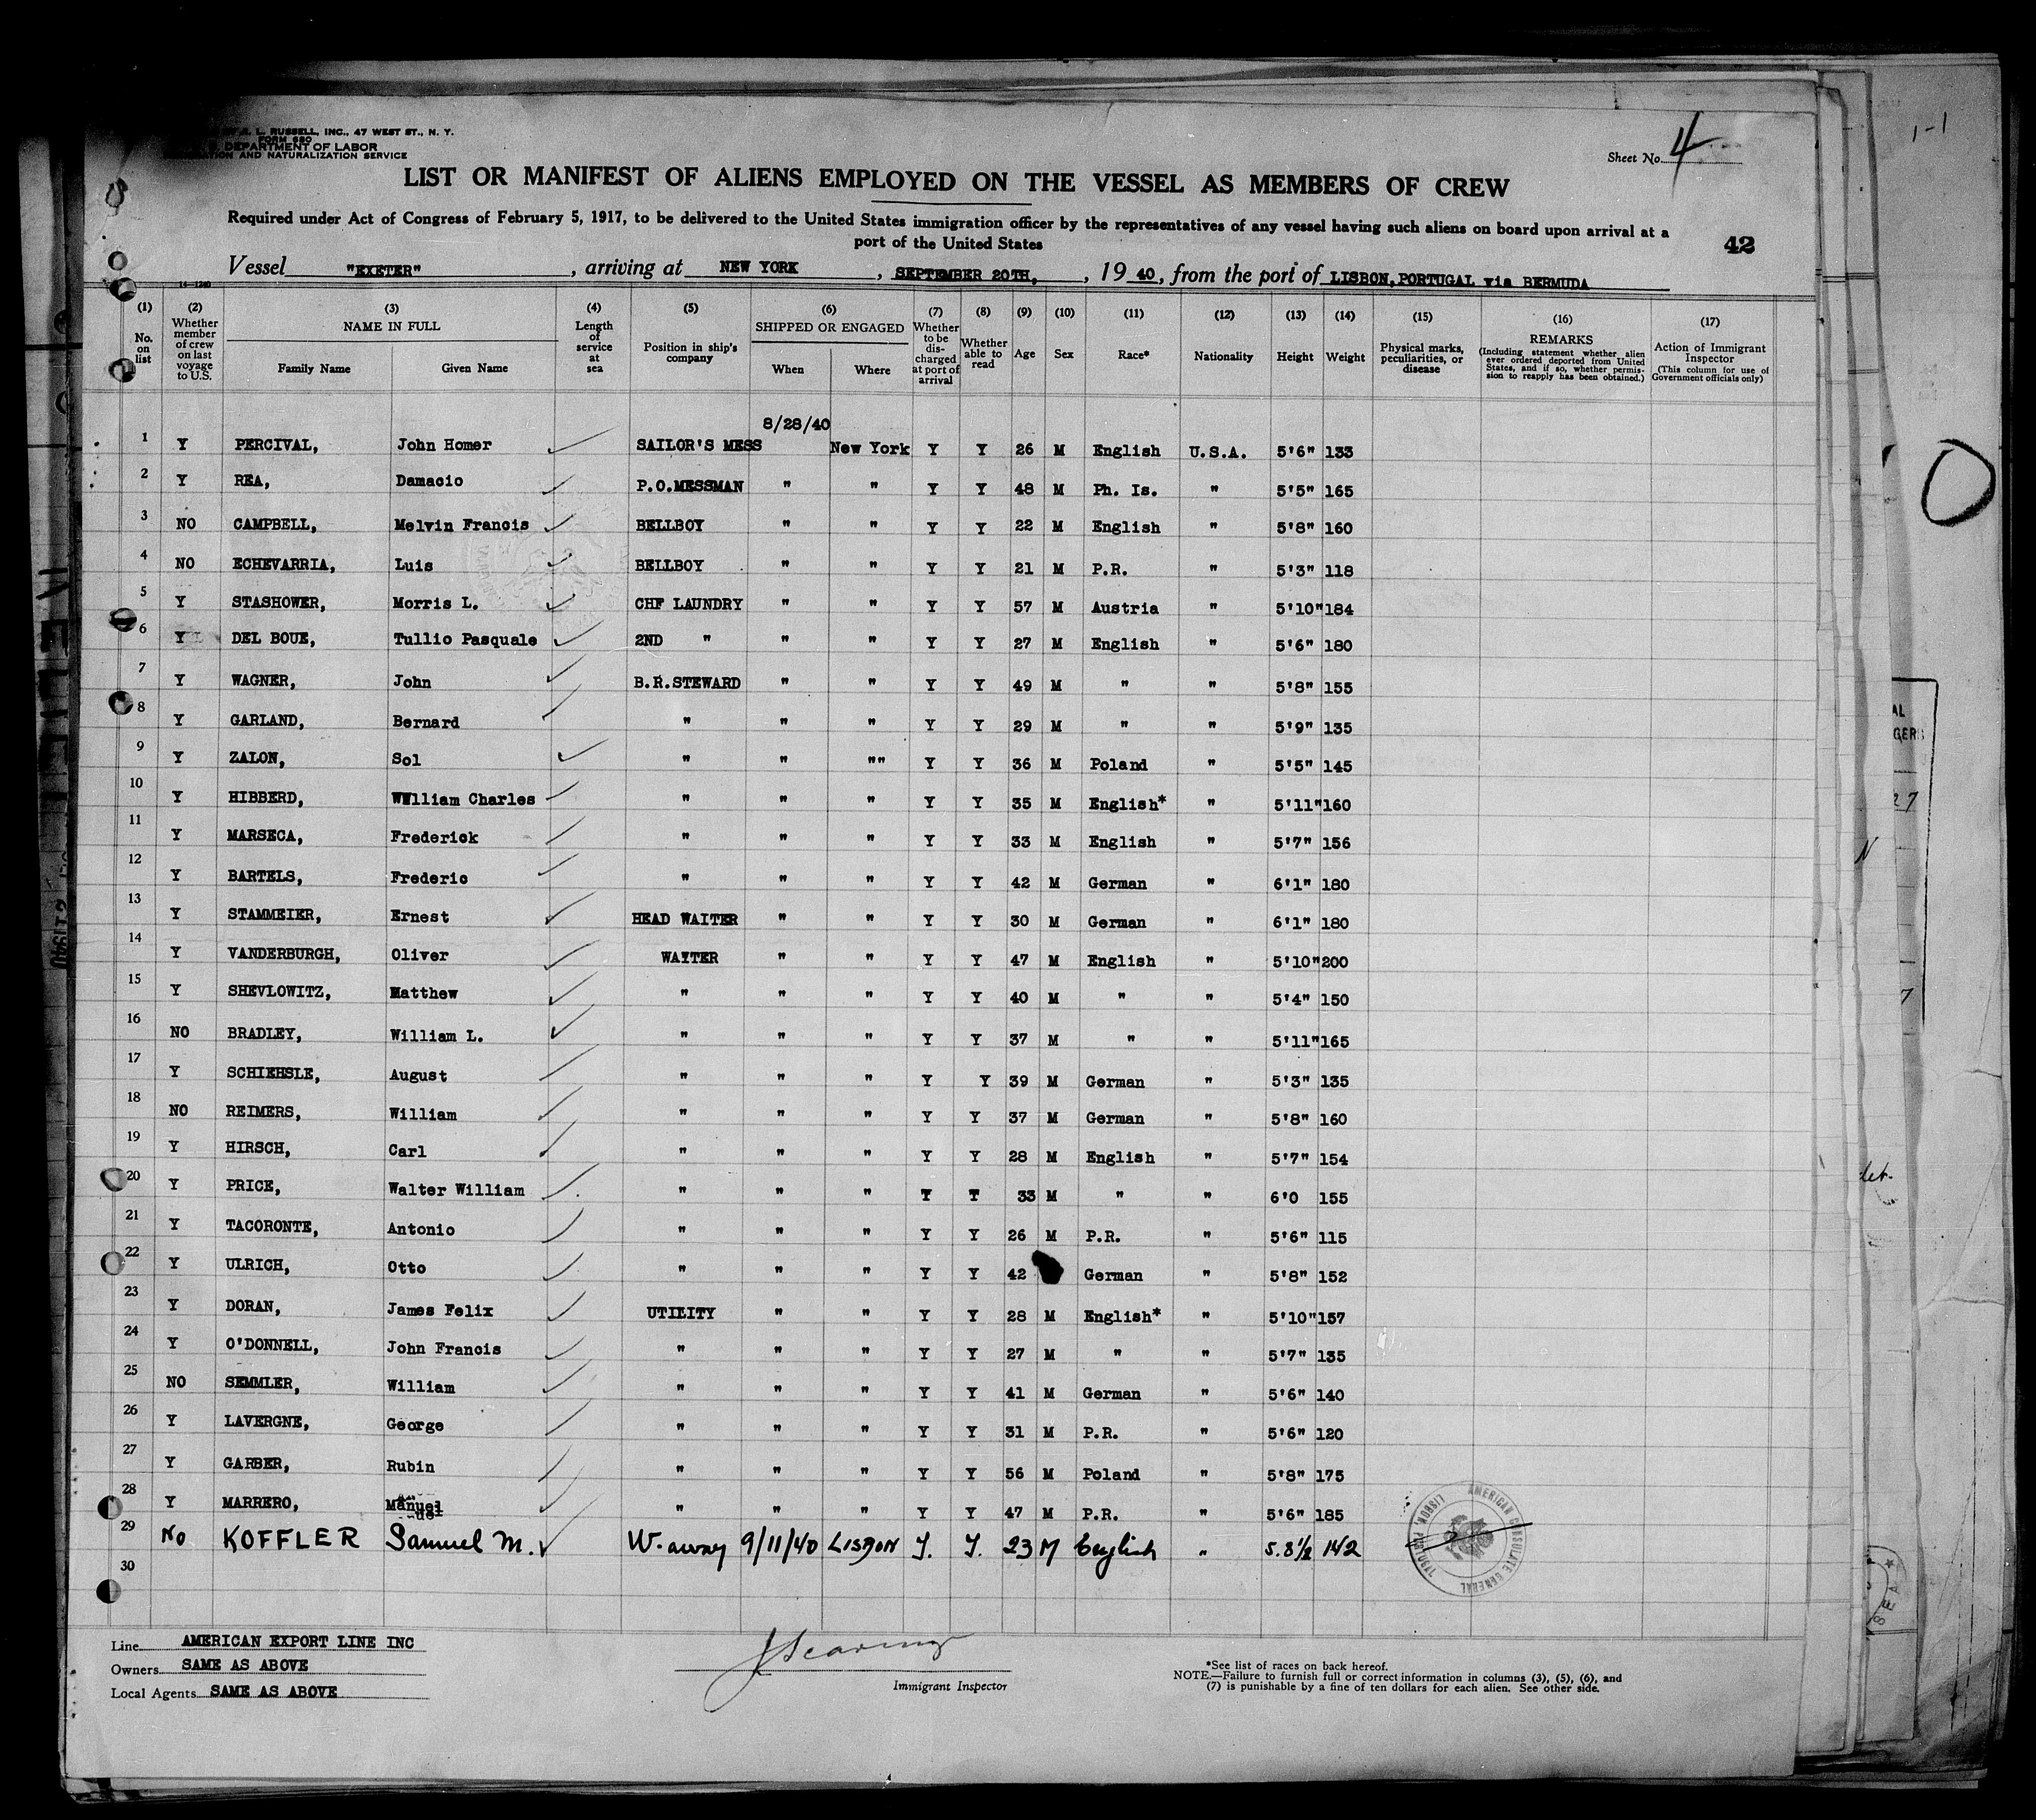 L. RUSSELL, INC., 47 WEST ST., N. Y.
FORM 680
DEPARTMENT OF LABOR
AND NATURALIZATION SERVICE
Sheet No. 4
LIST OR MANIFEST OF ALIENS EMPLOYED ON THE VESSEL AS MEMBERS OF CREW
Required under Act of Congress of February 5, 1917, to be delivered to the United States immigration officer by the representatives of any vessel having such aliens on board upon arrival at a
port of the United States
42
Vessel "EXETER", arriving at NEW YORK, SEPTEMBER 20TH, 1940, from the port of LISBON, PORTUGAL via BERMUDA
14-1240
(1) No. on list (2) Whether member of crew on last voyage to U.S. (3) NAME IN FULL Family Name Given Name (4) Length of service at sea (5) Position in ship's company (6) SHIPPED OR ENGAGED When Where (7) Whether to be discharged at port of arrival (8) Whether able to read (9) Age (10) Sex (11) Race* (12) Nationality (13) Height (14) Weight (15) Physical marks, peculiarities, or disease (16) REMARKS (Including statement whether alien ever ordered deported from United States, and if so, whether permission to reapply has been obtained.) (17) Action of Immigrant Inspector (This column for use of Government officials only)
8/28/40
1 Y PERCIVAL, John Homer SAILOR'S MESS New York Y Y 26 M English U.S.A. 5'6" 133
2 Y REA, Damacio P.O.MESSMAN " " Y Y 48 M Ph. Is. " 5'5" 165
3 NO CAMPBELL, Melvin Francis BELLBOY " " Y Y 22 M English " 5'8" 160
4 NO ECHEVARRIA, Luis BELLBOY " " Y Y 21 M P.R. " 5'3" 118
5 Y STASHOWER, Morris L. CHF LAUNDRY " " Y Y 57 M Austria " 5'10" 184
6 Y DEL BOUE, Tullio Pasquale 2ND " " " Y Y 27 M English " 5'6" 180
7 Y WAGNER, John B.R.STEWARD " " Y Y 49 M " " 5'8" 155
8 Y GARLAND, Bernard " " " Y Y 29 M " " 5'9" 135
9 Y ZALON, Sol " " "" Y Y 36 M Poland " 5'5" 145
10 Y HIBBERD, William Charles " " " Y Y 35 M English* " 5'11" 160
11 Y MARSECA, Frederick " " " Y Y 33 M English " 5'7" 156
12 Y BARTELS, Frederic " " " Y Y 42 M German " 6'1" 180
13 Y STAMMEIER, Ernest HEAD WAITER " " Y Y 30 M German " 6'1" 180
14 Y VANDERBURGH, Oliver WAITER " " Y Y 47 M English " 5'10" 200
15 Y SHEVLOWITZ, Matthew " " " Y Y 40 M " " 5'4" 150
16 NO BRADLEY, William L. " " " Y Y 37 M " " 5'11" 165
17 Y SCHIEHSLE, August " " " Y Y 39 M German " 5'3" 135
18 NO REIMERS, William " " " Y Y 37 M German " 5'8" 160
19 Y HIRSCH, Carl " " " Y Y 28 M English " 5'7" 154
20 Y PRICE, Walter William " " " Y Y 33 M " " 6'0 155
21 Y TACORONTE, Antonio " " " Y Y 26 M P.R. " 5'6" 115
22 Y ULRICH, Otto " " " Y Y 42 German " 5'8" 152
23 Y DORAN, James Felix UTILITY " " Y Y 28 M English* " 5'10" 157
24 Y O'DONNELL, John Francis " " " Y Y 27 M " " 5'7" 135
25 NO SEMMLER, William " " " Y Y 41 M German " 5'6" 140
26 Y LAVERGNE, George " " " Y Y 31 M P.R. " 5'6" 120
27 Y GARBER, Rubin " " " Y Y 56 M Poland " 5'8" 175
28 Y MARRERO, Manuel " " " Y Y 47 M P.R. " 5'6" 185
29 No KOFFLER Samuel M. W-away 9/11/40 LISBON Y. Y. 23 M English " 5.8½ 142
30
AMERICAN CONSULATE GENERAL LISBON, PORTUGAL
Line AMERICAN EXPORT LINE INC
Owners SAME AS ABOVE
Local Agents SAME AS ABOVE
Immigrant Inspector
*See list of races on back hereof.
NOTE.—Failure to furnish full or correct information in columns (3), (5), (6), and
(7) is punishable by a fine of ten dollars for each alien. See other side.